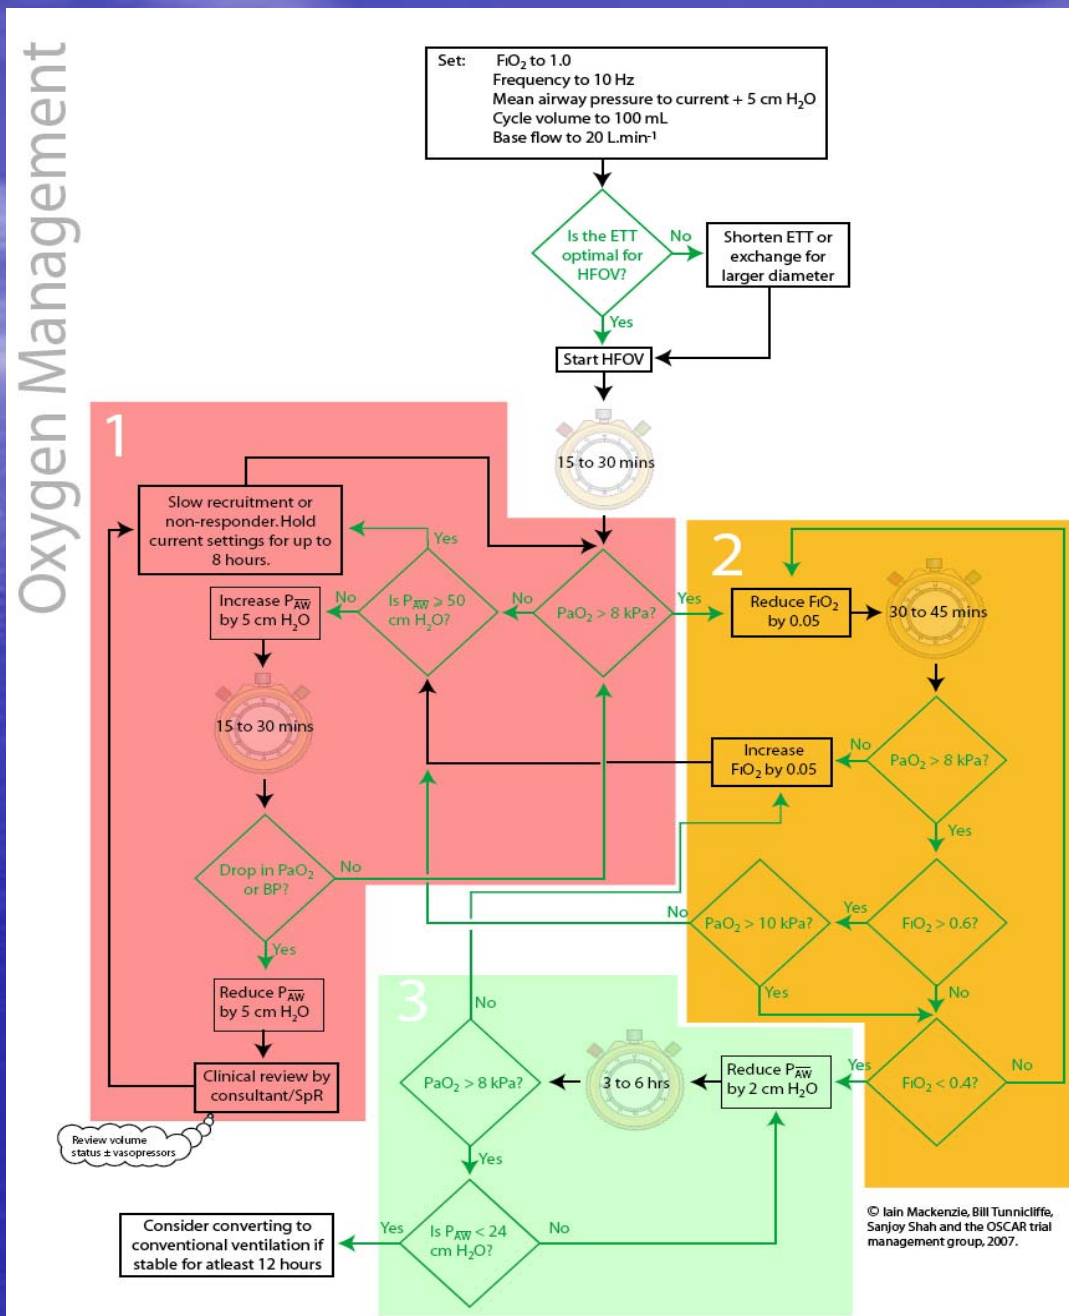 Oxygen Management
Set: FiO₂ to 1.0
Frequency to 10 Hz
Mean airway pressure to current + 5 cm H₂O
Cycle volume to 100 mL
Base flow to 20 L.min⁻¹
Is the ETT
optimal for
HFOV?
No
Shorten ETT or
exchange for
larger diameter
Yes
Start HFOV
15 to 30 mins
1
Slow recruitment or
non-responder. Hold
current settings for up to
8 hours.
Yes
Increase P̅A̅W̅
by 5 cm H₂O
No
Is P̅A̅W̅ ⩾ 50
cm H₂O?
No
PaO₂ > 8 kPa?
Yes
15 to 30 mins
Drop in PaO₂
or BP?
No
Yes
Reduce P̅A̅W̅
by 5 cm H₂O
Clinical review by
consultant/SpR
Review volume
status ± vasopressors
2
Reduce FiO₂
by 0.05
30 to 45 mins
PaO₂ > 8 kPa?
No
Increase
FiO₂ by 0.05
Yes
FiO₂ > 0.6?
Yes
PaO₂ > 10 kPa?
No
Yes
No
FiO₂ < 0.4?
No
Yes
3
Reduce P̅A̅W̅
by 2 cm H₂O
3 to 6 hrs
PaO₂ > 8 kPa?
No
Yes
Is P̅A̅W̅ < 24
cm H₂O?
No
Yes
Consider converting to
conventional ventilation if
stable for atleast 12 hours
© Iain Mackenzie, Bill Tunnicliffe,
Sanjoy Shah and the OSCAR trial
management group, 2007.